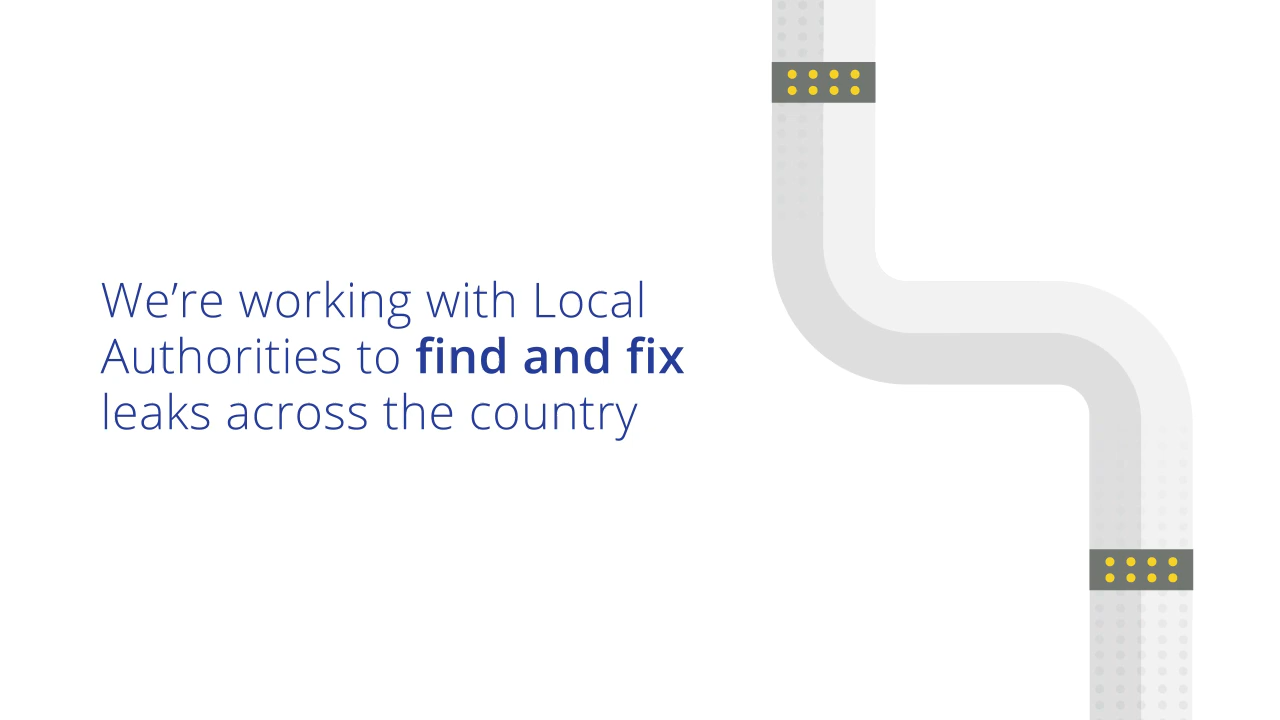 We’re working with Local
Authorities to find and fix
leaks across the country